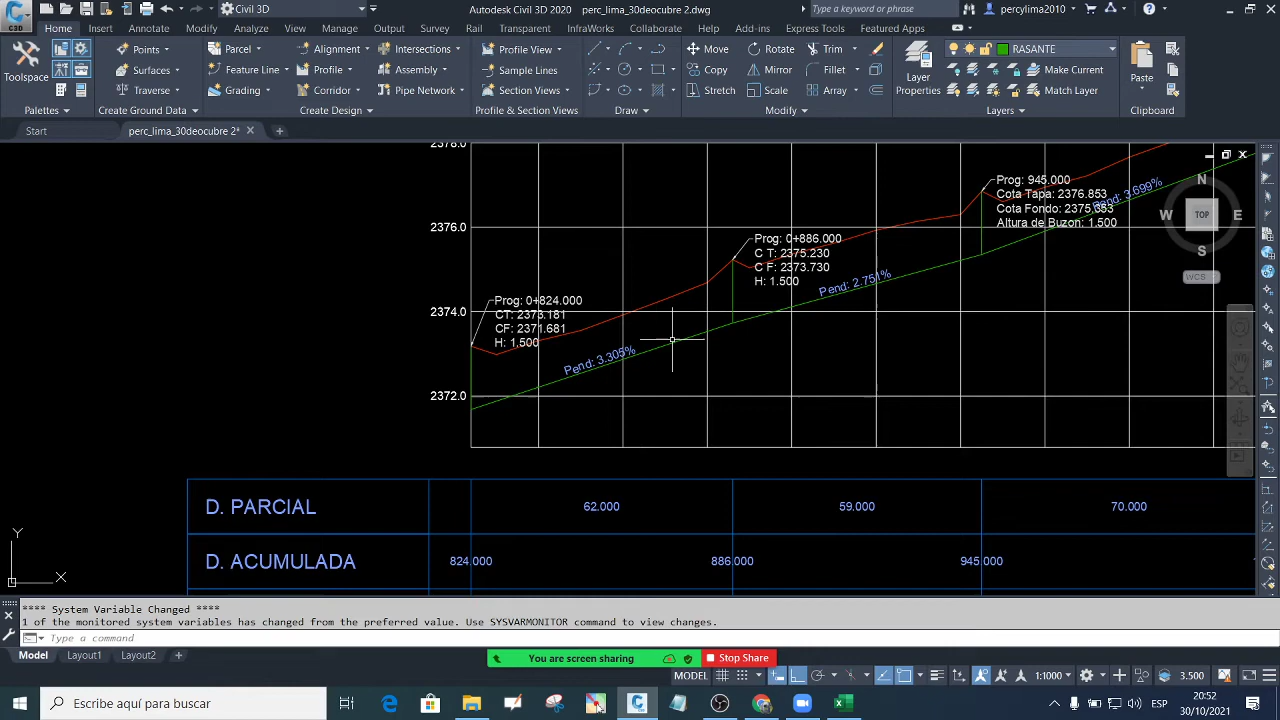 Autodesk Civil 3D 2020 perc_lima_30deocubre 2.dwg
Civil 3D
Type a keyword or phrase
percylima2010
Home
Insert
Annotate
Modify
Analyze
View
Manage
Output
Survey
Rail
Transparent
InfraWorks
Collaborate
Help
Add-ins
Express Tools
Featured Apps
C3D
Toolspace
Palettes
Points
Surfaces
Traverse
Create Ground Data
Parcel
Feature Line
Grading
Alignment
Profile
Corridor
Intersections
Assembly
Pipe Network
Create Design
Profile View
Sample Lines
Section Views
Profile & Section Views
Draw
Move
Copy
Stretch
Rotate
Mirror
Scale
Trim
Fillet
Array
Modify
Layer
Properties
RASANTE
Make Current
Match Layer
Layers
Paste
Clipboard
Start
perc_lima_30deocubre 2*
2378.0
2376.0
2374.0
2372.0
Prog: 0+824.000
CT: 2373.181
CF: 2371.681
H: 1.500
Pend: 3.305%
Prog: 0+886.000
C T: 2375.230
C F: 2373.730
H: 1.500
Pend: 2.751%
Prog: 945.000
Cota Tapa: 2376.853
Cota Fondo: 2375.353
Altura de Buzon: 1.500
Pend: 3.699%
N
W
TOP
E
S
WCS
D. PARCIAL
62.000
59.000
70.000
D. ACUMULADA
824.000
886.000
945.000
Y
X
**** System Variable Changed ****
1 of the monitored system variables has changed from the preferred value. Use SYSVARMONITOR command to view changes.
Type a command
Model
Layout1
Layout2
You are screen sharing
Stop Share
MODEL
1:1000
3.500
Escribe aquí para buscar
ESP
20:52
30/10/2021